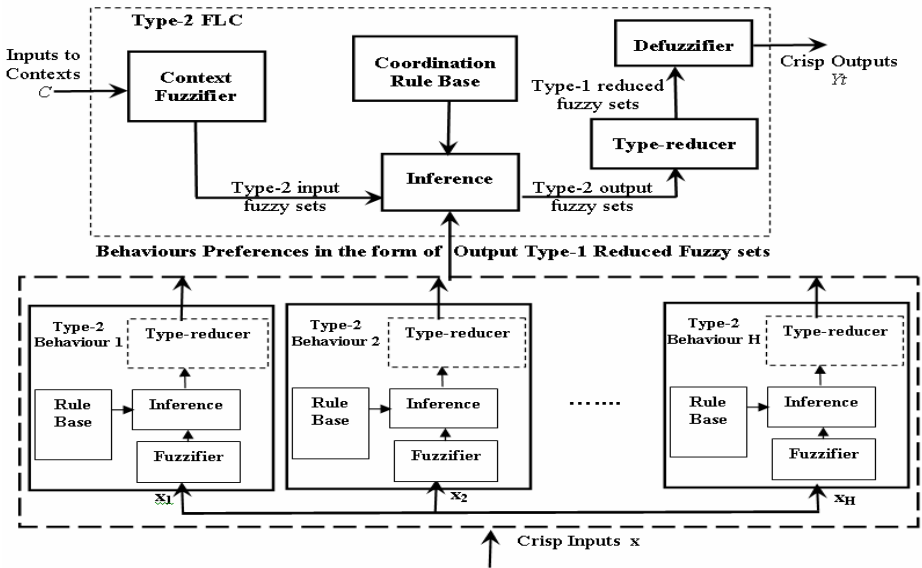 Type-2 FLC
Inputs to
Contexts
C
Context
Fuzzifier
Coordination
Rule Base
Defuzzifier
Crisp Outputs
Yt
Type-1 reduced
fuzzy sets
Type-reducer
Inference
Type-2 input
fuzzy sets
Type-2 output
fuzzy sets
Behaviours Preferences in the form of Output Type-1 Reduced Fuzzy sets
Type-2
Behaviour 1
Type-reducer
Rule
Base
Inference
Fuzzifier
x1
Type-2
Behaviour 2
Type-reducer
Rule
Base
Inference
Fuzzifier
x2
.......
Type-2
Behaviour H
Type-reducer
Rule
Base
Inference
Fuzzifier
xH
Crisp Inputs x